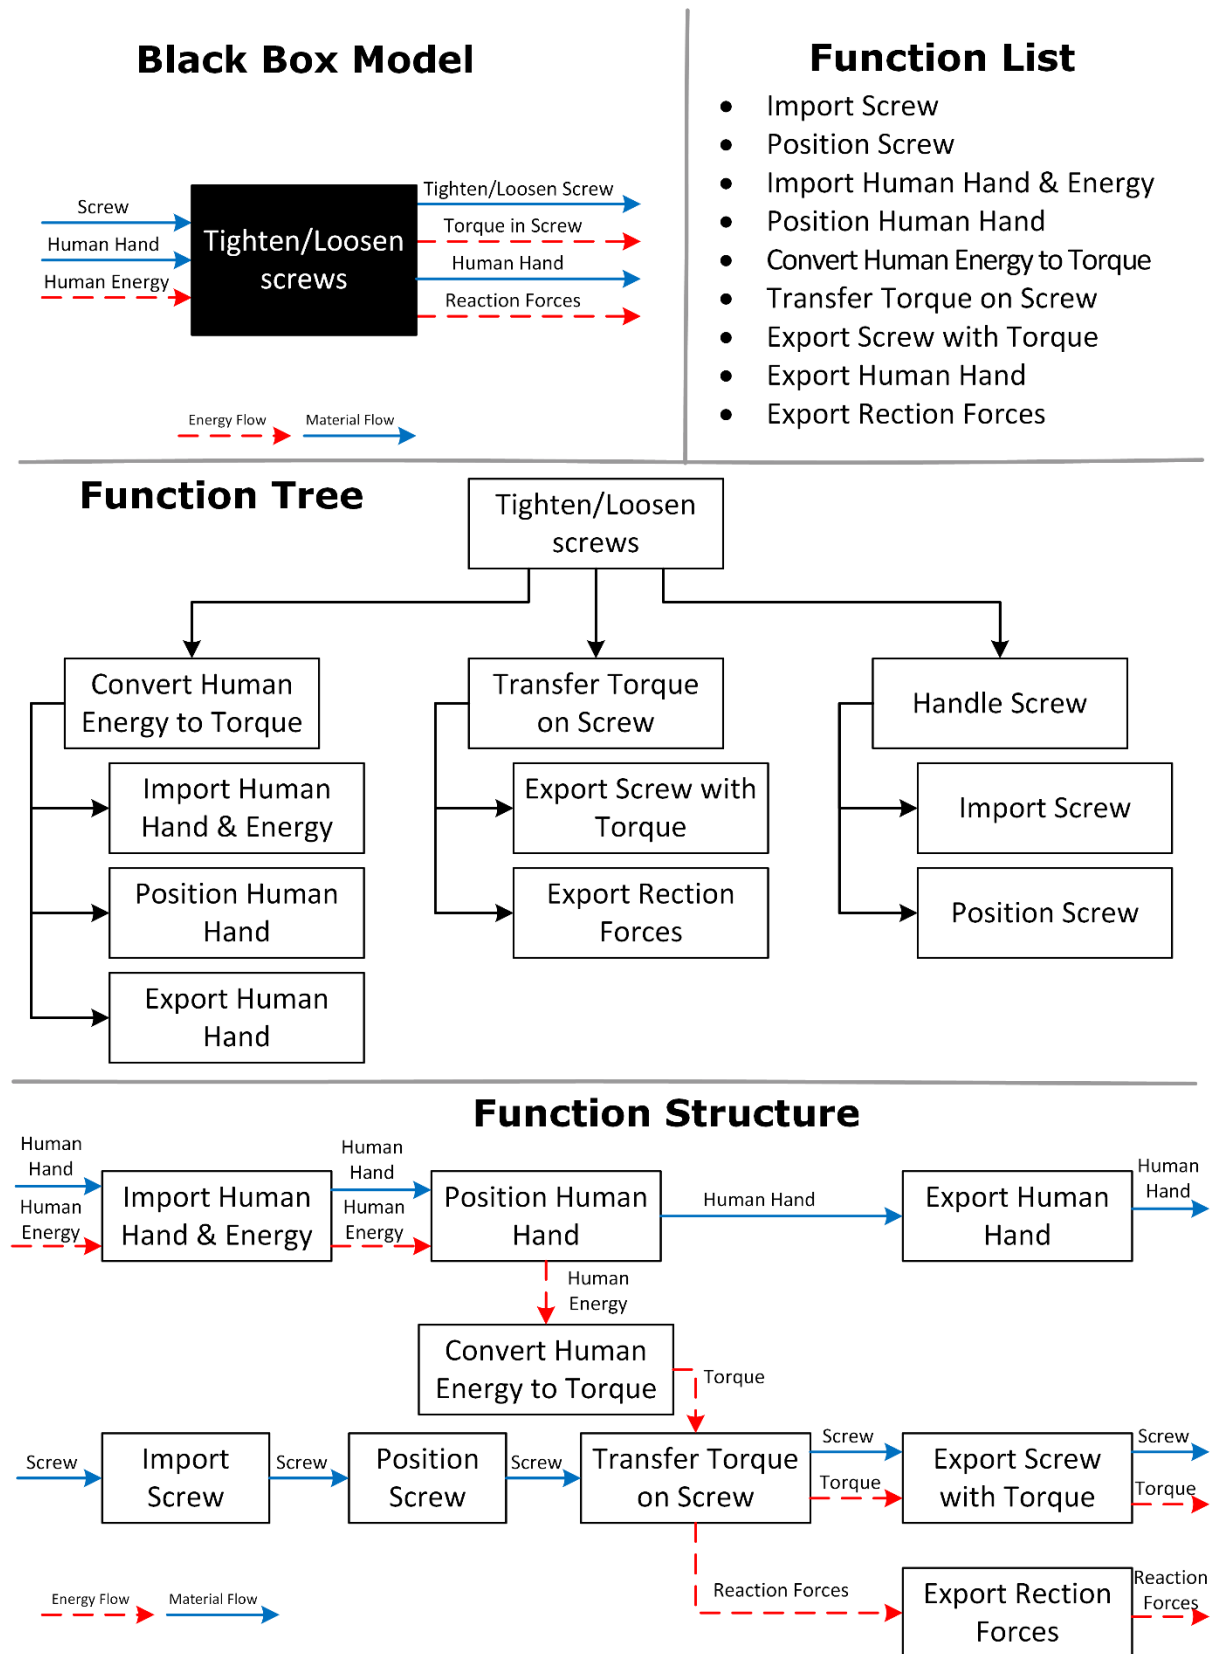 Black Box Model
Screw
Human Hand
Human Energy
Tighten/Loosen
screws
Tighten/Loosen Screw
Torque in Screw
Human Hand
Reaction Forces
Energy Flow
Material Flow
Function List
• Import Screw
• Position Screw
• Import Human Hand & Energy
• Position Human Hand
• Convert Human Energy to Torque
• Transfer Torque on Screw
• Export Screw with Torque
• Export Human Hand
• Export Rection Forces
Function Tree
Tighten/Loosen
screws
Convert Human
Energy to Torque
Import Human
Hand & Energy
Position Human
Hand
Export Human
Hand
Transfer Torque
on Screw
Export Screw with
Torque
Export Rection
Forces
Handle Screw
Import Screw
Position Screw
Function Structure
Human
Hand
Human
Energy
Import Human
Hand & Energy
Human
Hand
Human
Energy
Position Human
Hand
Human Hand
Export Human
Hand
Human
Hand
Human
Energy
Convert Human
Energy to Torque
Torque
Screw
Import
Screw
Screw
Position
Screw
Screw
Transfer Torque
on Screw
Screw
Torque
Export Screw
with Torque
Screw
Torque
Reaction Forces
Export Rection
Forces
Reaction
Forces
Energy Flow
Material Flow